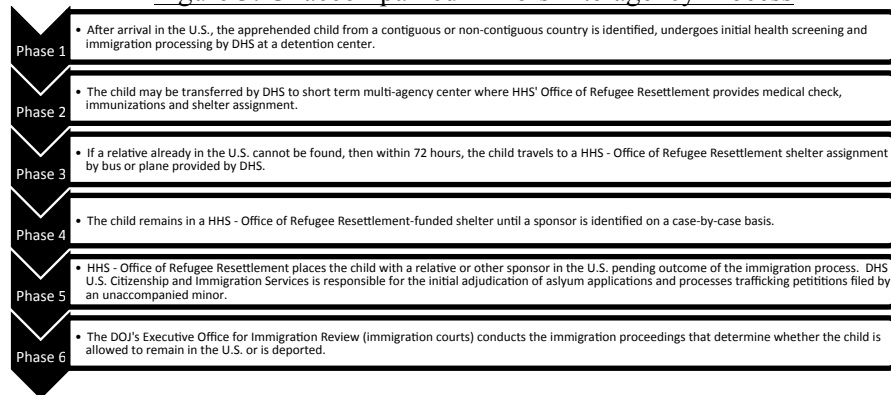 Phase 1
• After arrival in the U.S., the apprehended child from a contiguous or non-contiguous country is identified, undergoes initial health screening and
immigration processing by DHS at a detention center.
Phase 2
• The child may be transferred by DHS to short term multi-agency center where HHS' Office of Refugee Resettlement provides medical check,
immunizations and shelter assignment.
Phase 3
• If a relative already in the U.S. cannot be found, then within 72 hours, the child travels to a HHS - Office of Refugee Resettlement shelter assignment
by bus or plane provided by DHS.
Phase 4
• The child remains in a HHS - Office of Refugee Resettlement-funded shelter until a sponsor is identified on a case-by-case basis.
Phase 5
• HHS - Office of Refugee Resettlement places the child with a relative or other sponsor in the U.S. pending outcome of the immigration process. DHS
U.S. Citizenship and Immigration Services is responsible for the initial adjudication of aslyum applications and processes trafficking petititions filed by
an unaccompanied minor.
Phase 6
• The DOJ's Executive Office for Immigration Review (immigration courts) conducts the immigration proceedings that determine whether the child is
allowed to remain in the U.S. or is deported.